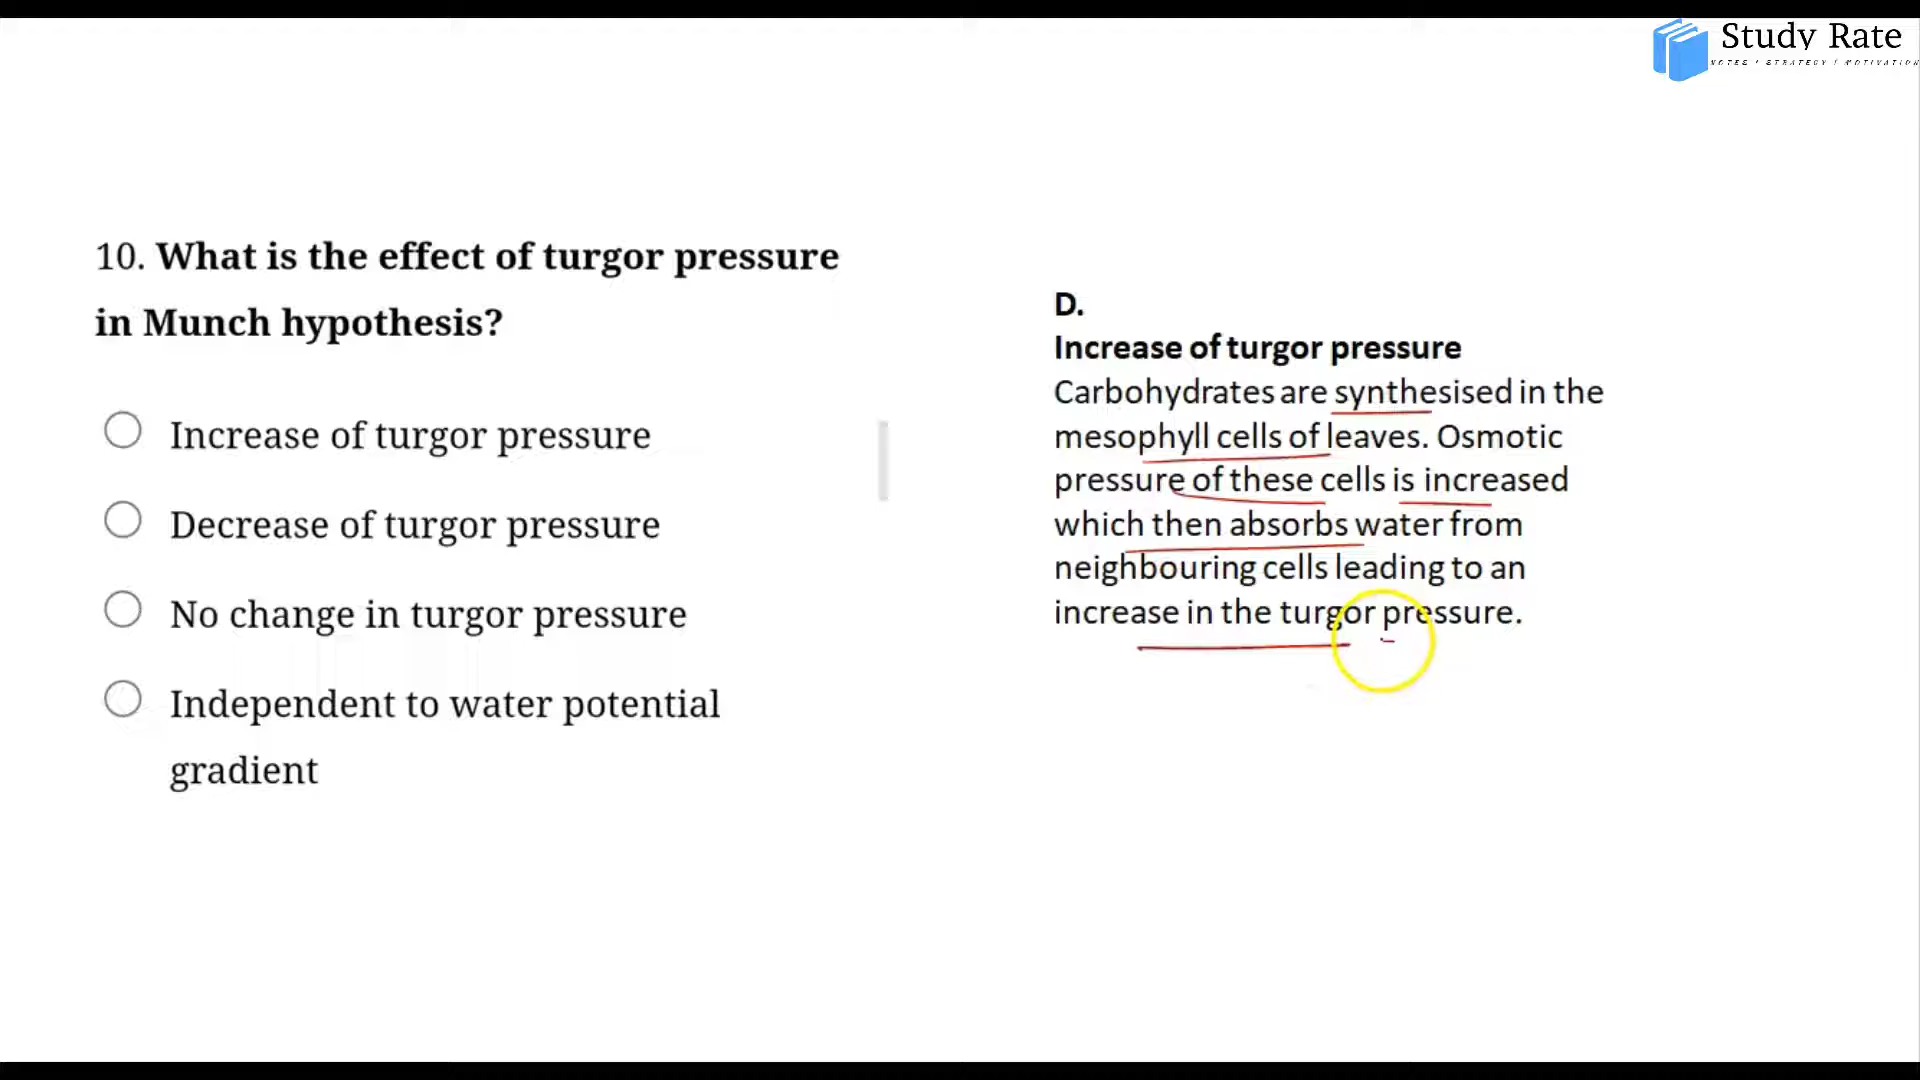 Study Rate
NOTES / STRATEGY / MOTIVATION
10. What is the effect of turgor pressure
in Munch hypothesis?
Increase of turgor pressure
Decrease of turgor pressure
No change in turgor pressure
Independent to water potential
gradient
D.
Increase of turgor pressure
Carbohydrates are synthesised in the
mesophyll cells of leaves. Osmotic
pressure of these cells is increased
which then absorbs water from
neighbouring cells leading to an
increase in the turgor pressure.